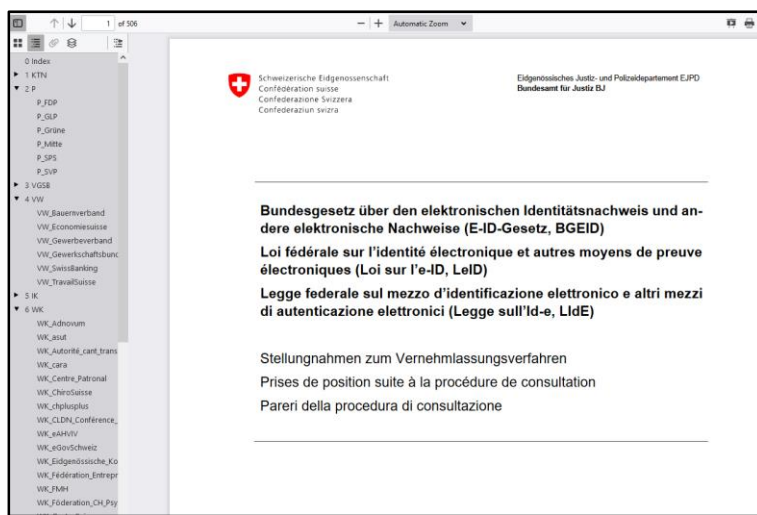 1 of 506
Automatic Zoom
0 Index
1 KTN
2 P
P_FDP
P_GLP
P_Grüne
P_Mitte
P_SPS
P_SVP
3 VGSB
4 VW
VW_Bauernverband
VW_Economiesuisse
VW_Gewerbeverband
VW_Gewerkschaftsbund
VW_SwissBanking
VW_TravailSuisse
5 IK
6 WK
WK_Adnovum
WK_asut
WK_Autorité_cant_trans
WK_cara
WK_Centre_Patronal
WK_ChiroSuisse
WK_chplusplus
WK_CLDN_Conférence_
WK_eAHVIV
WK_eGovSchweiz
WK_Eidgenössische_Ko
WK_Fédération_Entrepr
WK_FMH
WK_Föderation_CH_Psy
Schweizerische Eidgenossenschaft
Confédération suisse
Confederazione Svizzera
Confederaziun svizra
Eidgenössisches Justiz- und Polizeidepartement EJPD
Bundesamt für Justiz BJ
Bundesgesetz über den elektronischen Identitätsnachweis und an-
dere elektronische Nachweise (E-ID-Gesetz, BGEID)
Loi fédérale sur l'identité électronique et autres moyens de preuve
électroniques (Loi sur l'e-ID, LeID)
Legge federale sul mezzo d'identificazione elettronico e altri mezzi
di autenticazione elettronici (Legge sull'Id-e, LIdE)
Stellungnahmen zum Vernehmlassungsverfahren
Prises de position suite à la procédure de consultation
Pareri della procedura di consultazione